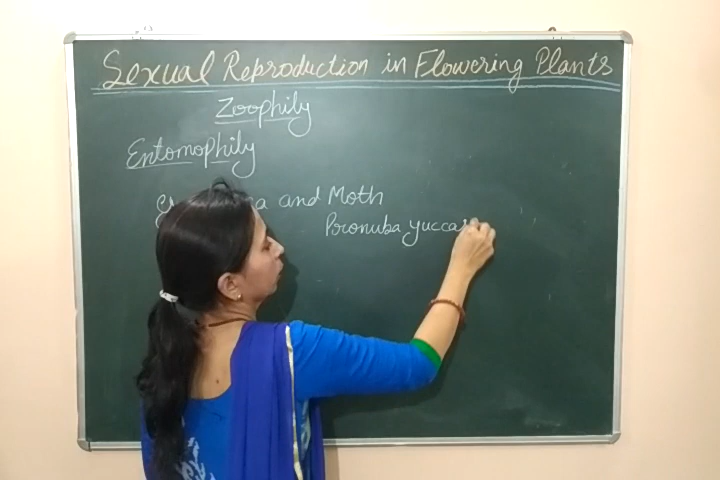 Sexual Reproduction in Flowering Plants
Zoophily
Entomophily
and Moth
Pronuba yucca